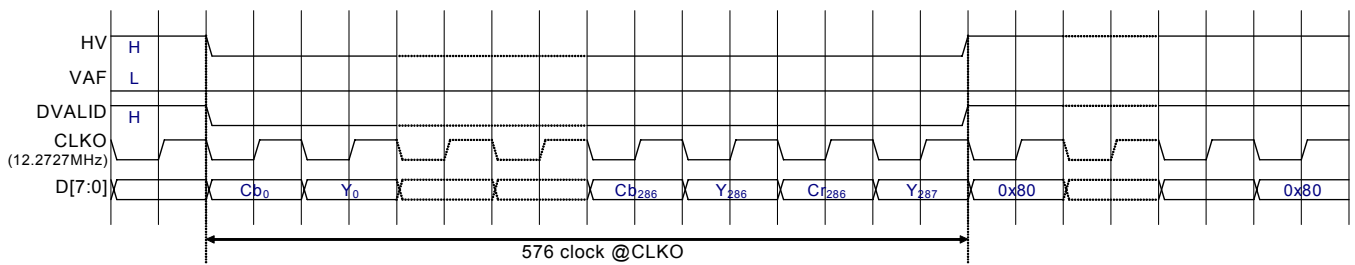 HV H
VAF L
DVALID H
CLKO
(12.2727MHz)
D[7:0] Cb₀ Y₀ Cb₂₈₆ Y₂₈₆ Cr₂₈₆ Y₂₈₇ 0x80 0x80
576 clock @CLKO